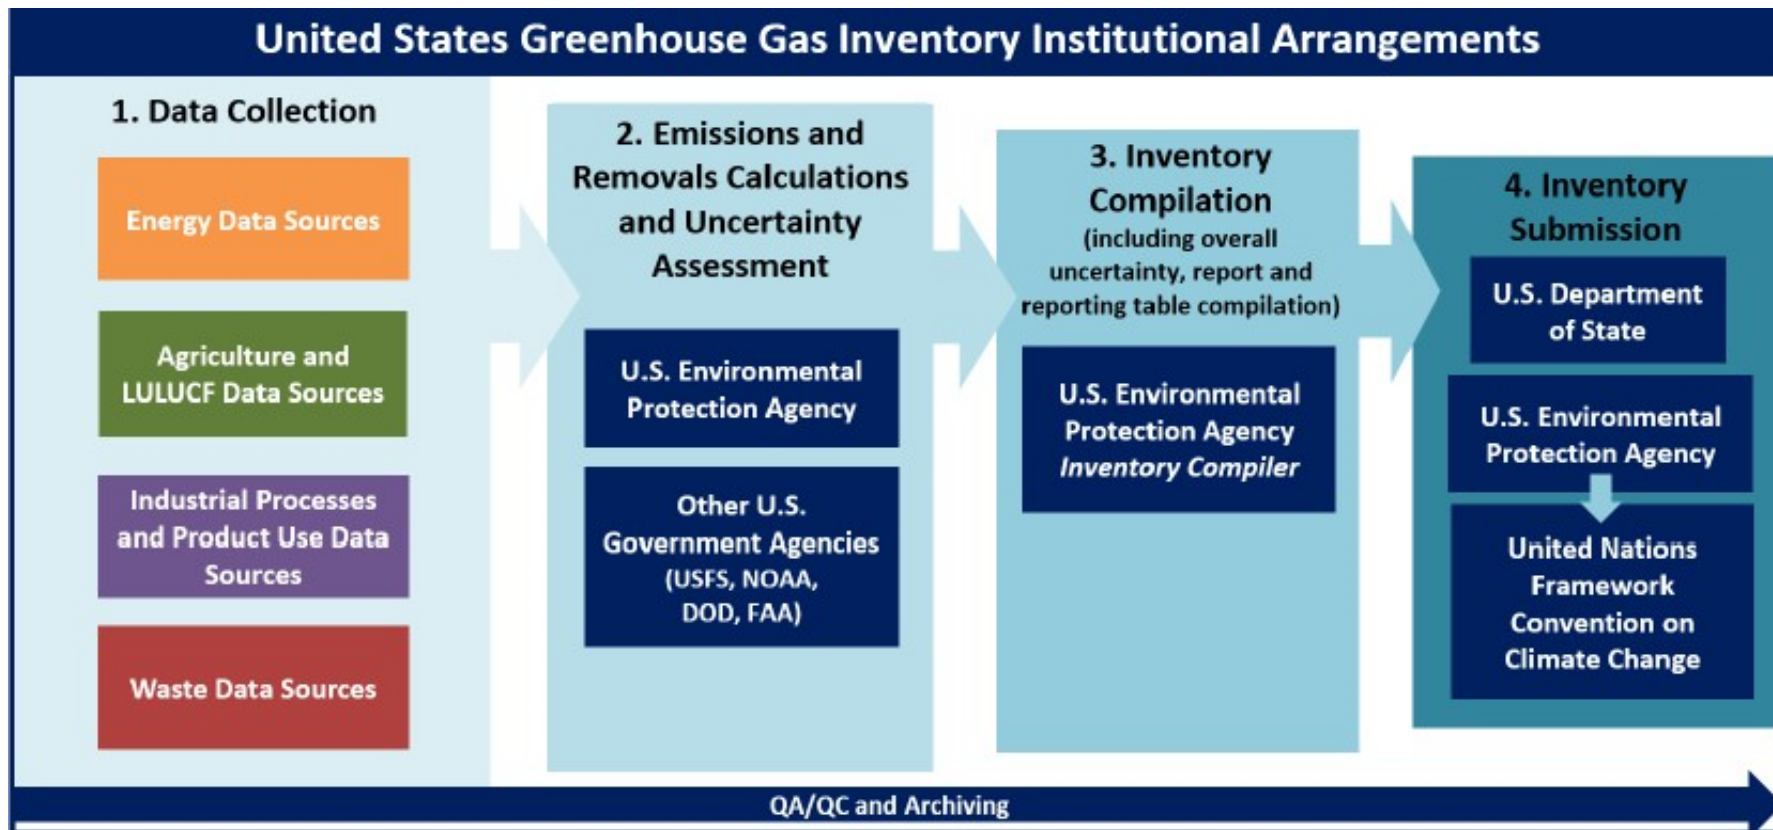 United States Greenhouse Gas Inventory Institutional Arrangements
1. Data Collection
Energy Data Sources
Agriculture and
LULUCF Data Sources
Industrial Processes
and Product Use Data
Sources
Waste Data Sources
2. Emissions and
Removals Calculations
and Uncertainty
Assessment
U.S. Environmental
Protection Agency
Other U.S.
Government Agencies
(USFS, NOAA,
DOD, FAA)
3. Inventory
Compilation
(including overall
uncertainty, report and
reporting table compilation)
U.S. Environmental
Protection Agency
Inventory Compiler
4. Inventory
Submission
U.S. Department
of State
U.S. Environmental
Protection Agency
United Nations
Framework
Convention on
Climate Change
QA/QC and Archiving